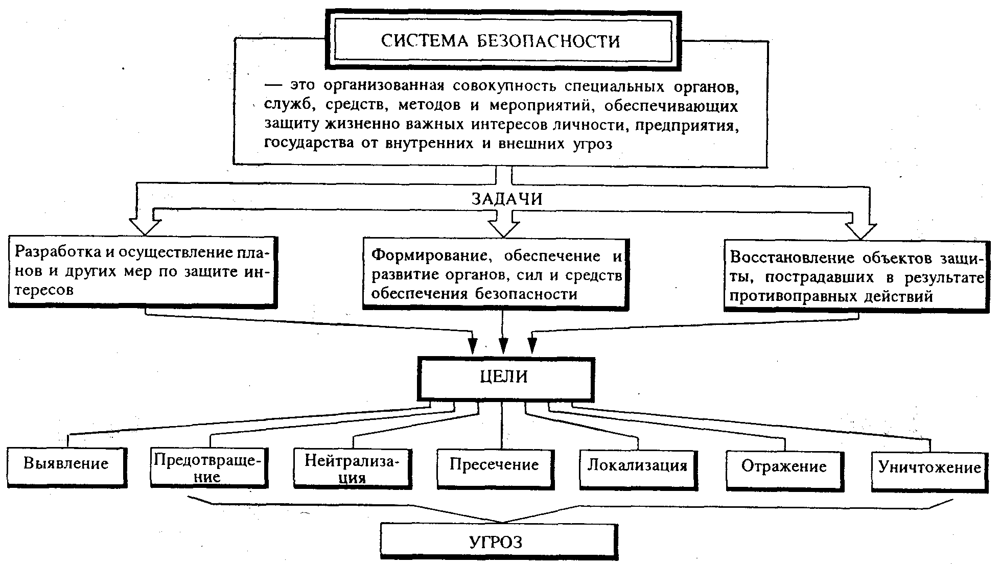 СИСТЕМА БЕЗОПАСНОСТИ
— это организованная совокупность специальных органов,
служб, средств, методов и мероприятий, обеспечивающих
защиту жизненно важных интересов личности, предприятия,
государства от внутренних и внешних угроз
ЗАДАЧИ
Разработка и осуществление пла-
нов и других мер по защите ин-
тересов
Формирование, обеспечение и
развитие органов, сил и средств
обеспечения безопасности
Восстановление объектов защи-
ты, пострадавших в результате
противоправных действий
ЦЕЛИ
Выявление
Предотвраще-
ние
Нейтрализа-
ция
Пресечение
Локализация
Отражение
Уничтожение
УГРОЗ